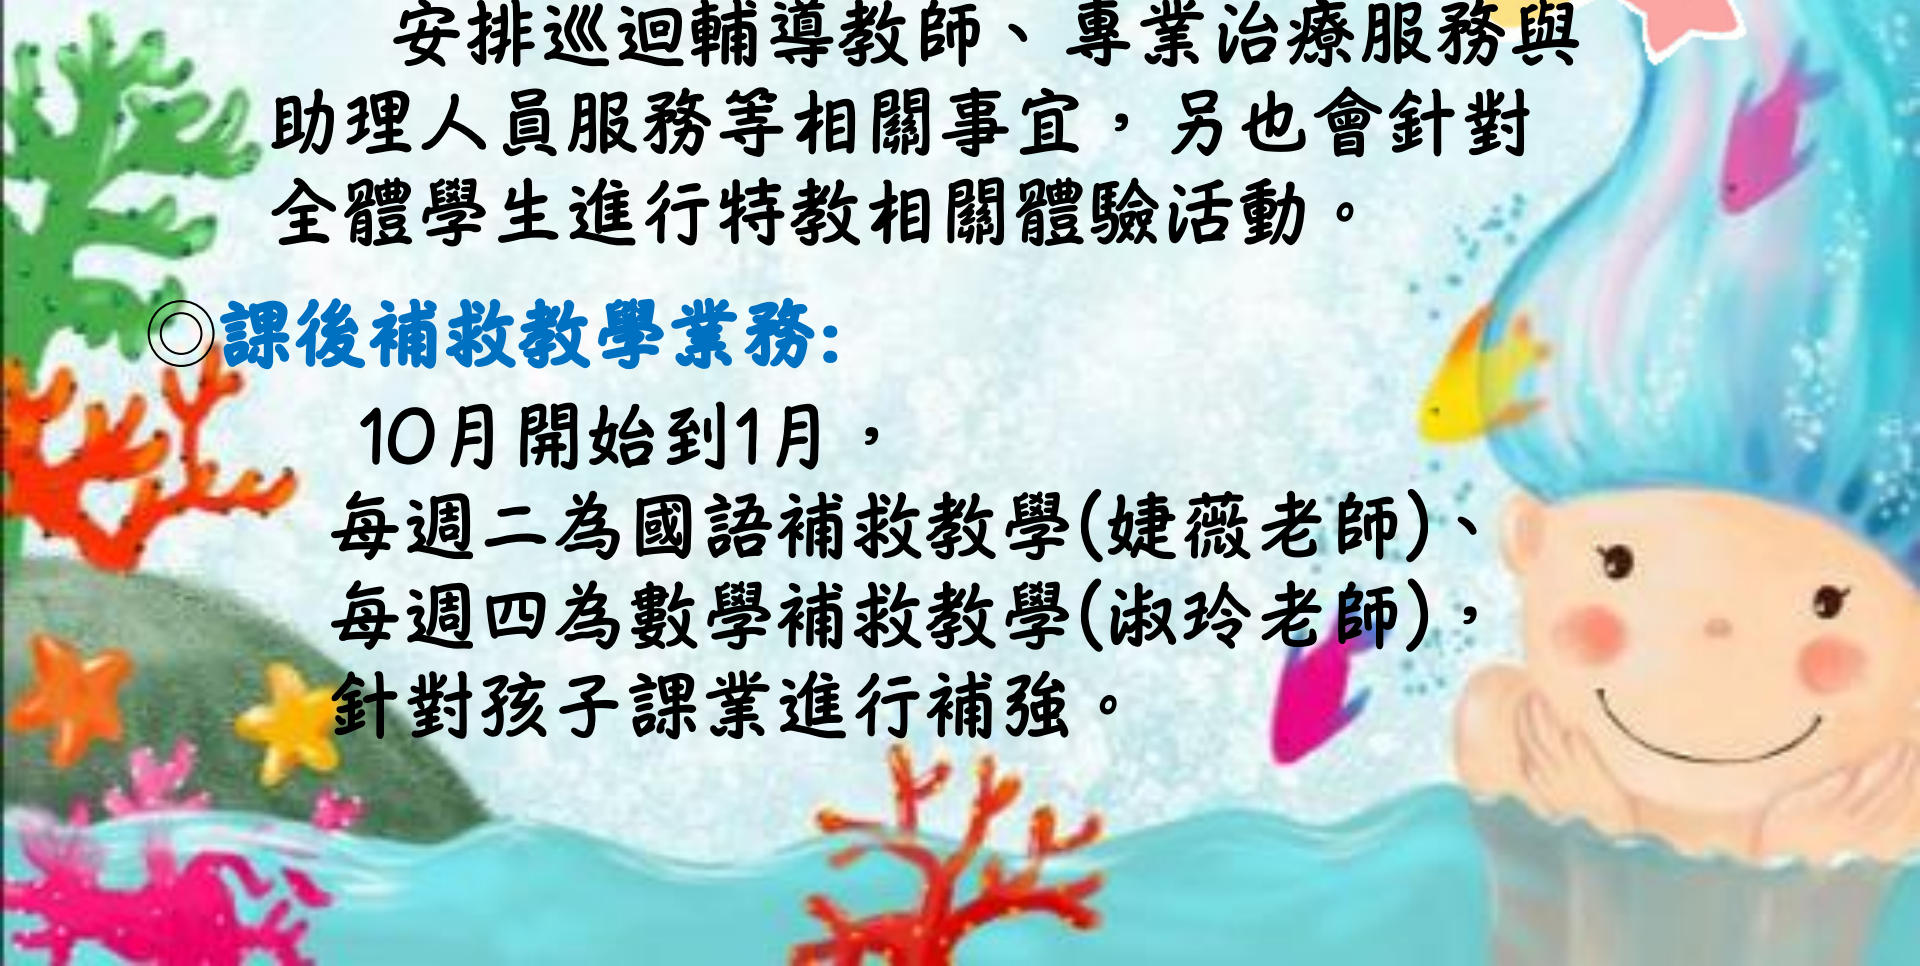 安排巡迴輔導教師、專業治療服務與
助理人員服務等相關事宜，另也會針對
全體學生進行特教相關體驗活動。
◎課後補救教學業務:
10月開始到1月，
每週二為國語補救教學(婕薇老師)、
每週四為數學補救教學(淑玲老師)，
針對孩子課業進行補強。